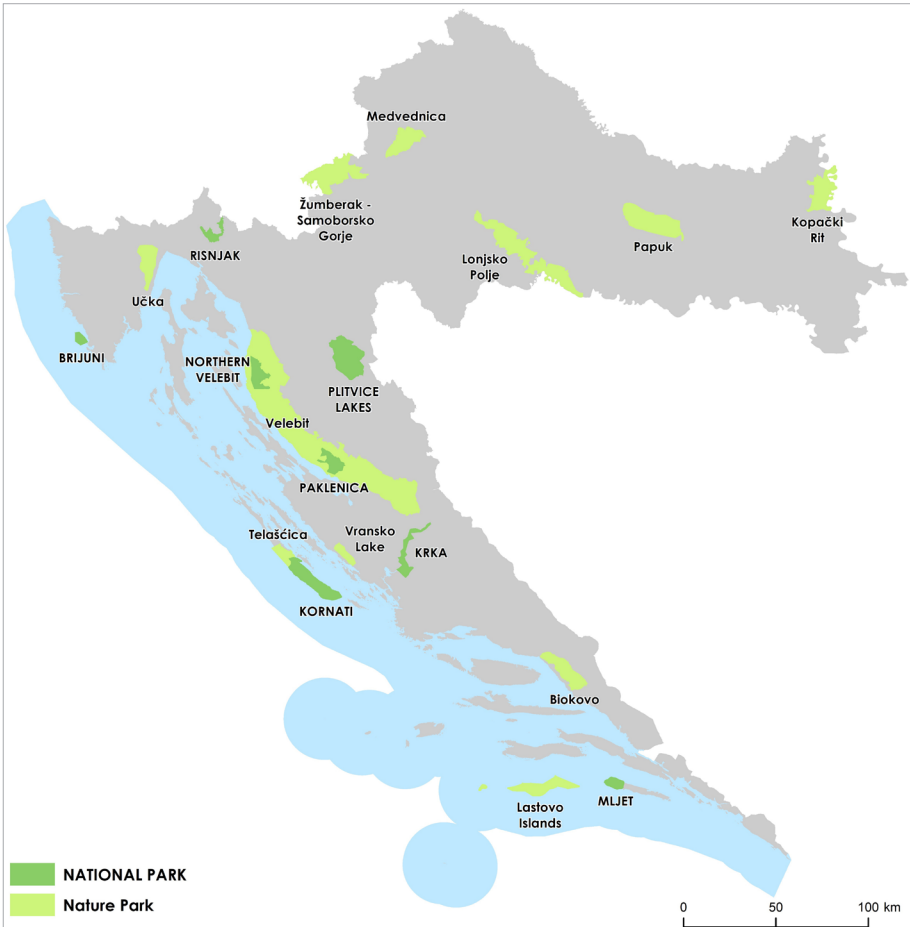 Medvednica
Žumberak -
Samoborsko
Gorje
Kopački
Rit
Papuk
RISNJAK
Lonjsko
Polje
Učka
BRIJUNI
NORTHERN
VELEBIT
PLITVICE
LAKES
Velebit
PAKLENICA
Telašćica
Vransko
Lake
KRKA
KORNATI
Biokovo
Lastovo
Islands
MLJET
NATIONAL PARK
Nature Park
0 50 100 km